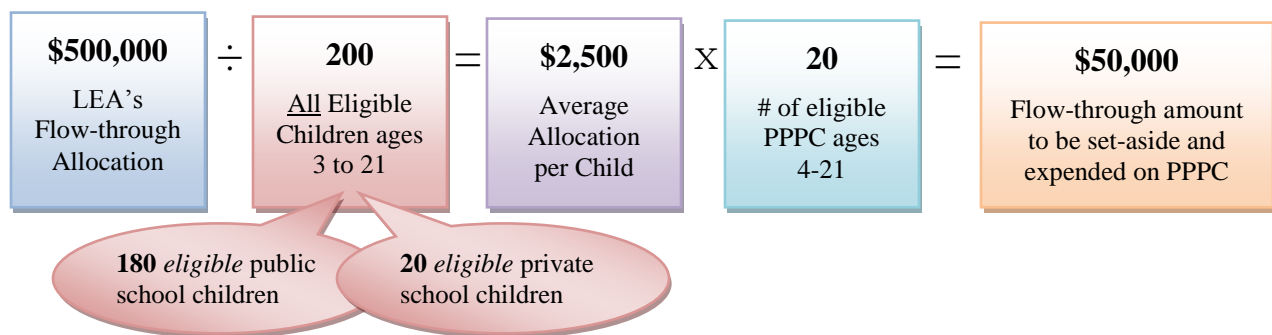 $500,000
LEA's
Flow-through
Allocation
÷
200
All Eligible
Children ages
3 to 21
=
$2,500
Average
Allocation
per Child
x
20
# of eligible
PPPC ages
4-21
=
$50,000
Flow-through amount
to be set-aside and
expended on PPPC
180 eligible public
school children
20 eligible private
school children